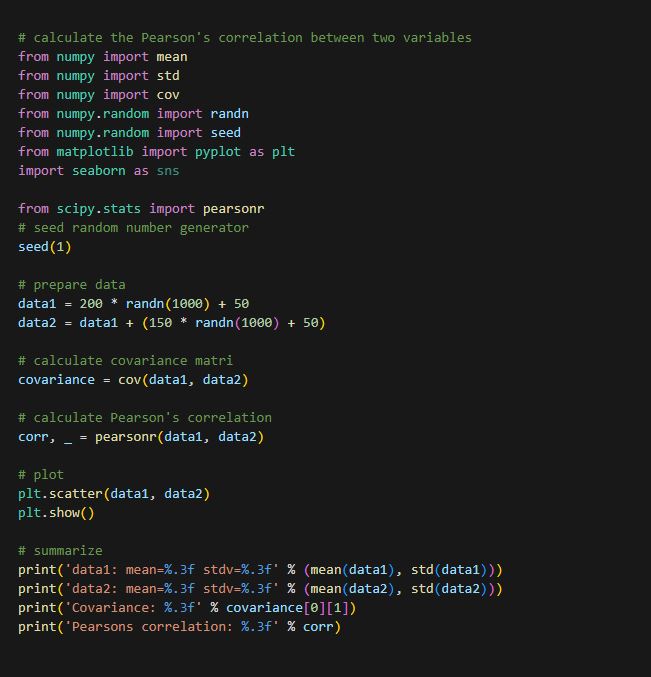 # calculate the Pearson's correlation between two variables
from numpy import mean
from numpy import std
from numpy import cov
from numpy.random import randn
from numpy.random import seed
from matplotlib import pyplot as plt
import seaborn as sns
from scipy.stats import pearsonr
# seed random number generator
seed(1)
# prepare data
data1 = 200 * randn(1000) + 50
data2 = data1 + (150 * randn(1000) + 50)
# calculate covariance matri
covariance = cov(data1, data2)
# calculate Pearson's correlation
corr, _ = pearsonr(data1, data2)
# plot
plt.scatter(data1, data2)
plt.show()
# summarize
print('data1: mean=%.3f stdv=%.3f' % (mean(data1), std(data1)))
print('data2: mean=%.3f stdv=%.3f' % (mean(data2), std(data2)))
print('Covariance: %.3f' % covariance[0][1])
print('Pearsons correlation: %.3f' % corr)